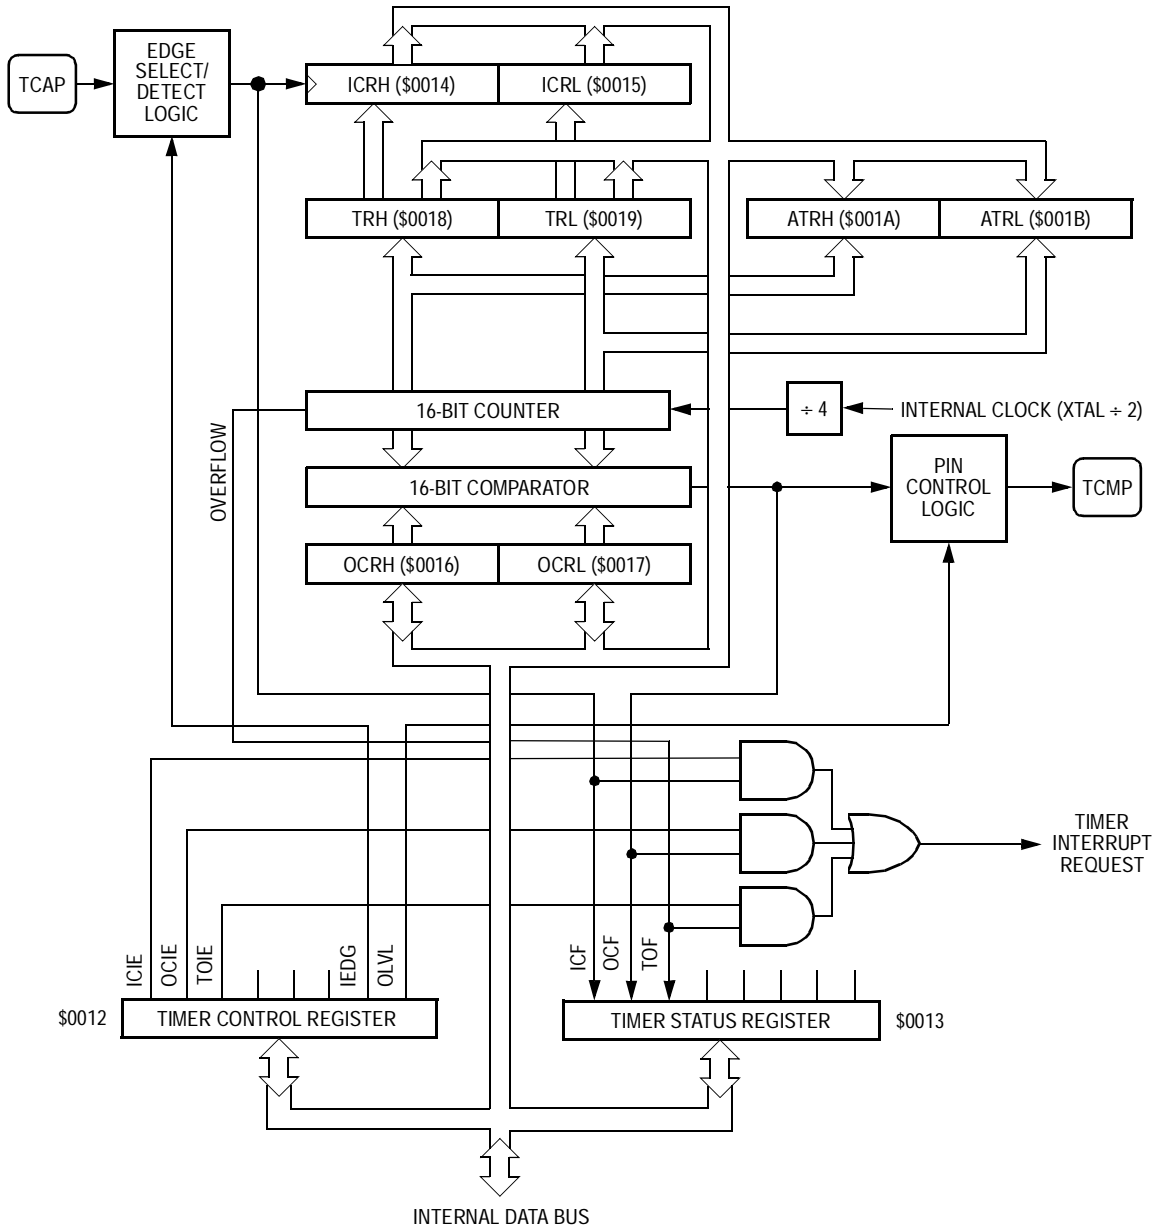 EDGE
SELECT/
DETECT
LOGIC
TCAP
ICRH ($0014)
ICRL ($0015)
TRH ($0018)
TRL ($0019)
ATRH ($001A)
ATRL ($001B)
16-BIT COUNTER
÷ 4
INTERNAL CLOCK (XTAL ÷ 2)
OVERFLOW
16-BIT COMPARATOR
PIN
CONTROL
LOGIC
TCMP
OCRH ($0016)
OCRL ($0017)
TIMER
INTERRUPT
REQUEST
ICIE
OCIE
TOIE
IEDG
OLVL
ICF
OCF
TOF
$0012
TIMER CONTROL REGISTER
TIMER STATUS REGISTER
$0013
INTERNAL DATA BUS